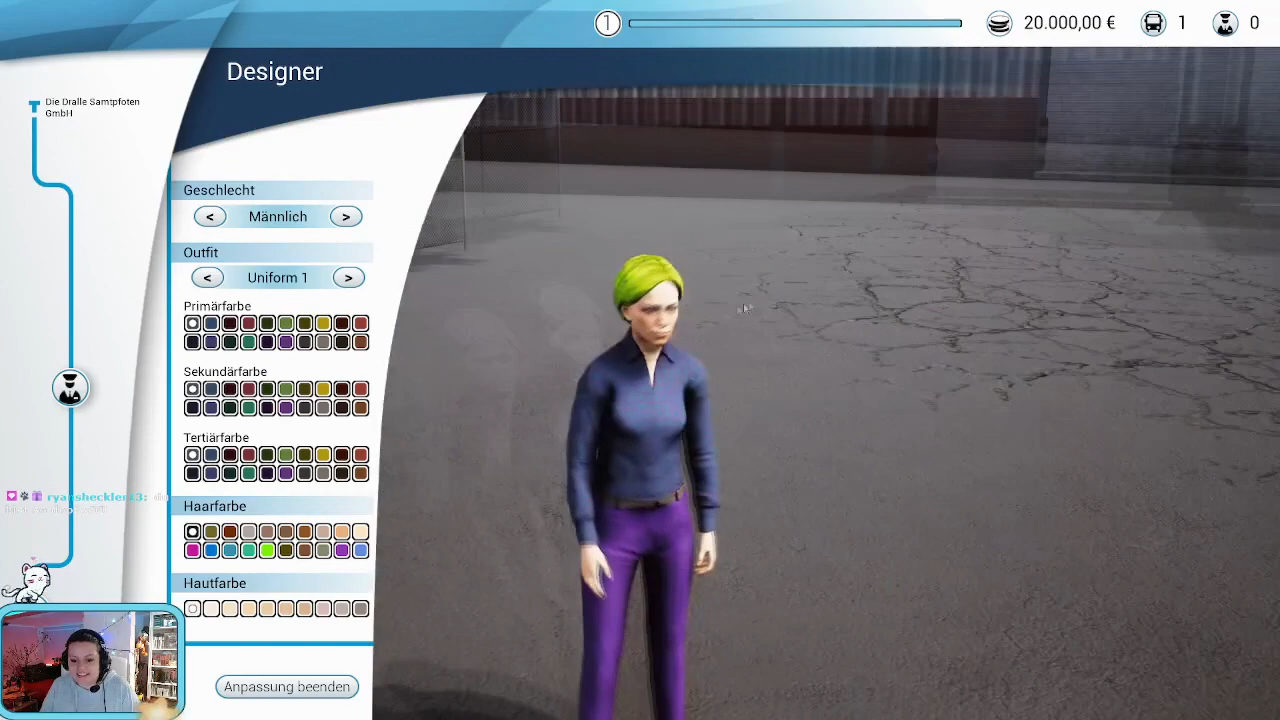 1
20.000,00 €
1
0
Designer
Die Dralle Samtpfoten
GmbH
Geschlecht
< Männlich >
Outfit
< Uniform 1 >
Primärfarbe
Sekundärfarbe
Tertiärfarbe
Haarfarbe
Hautfarbe
Anpassung beenden